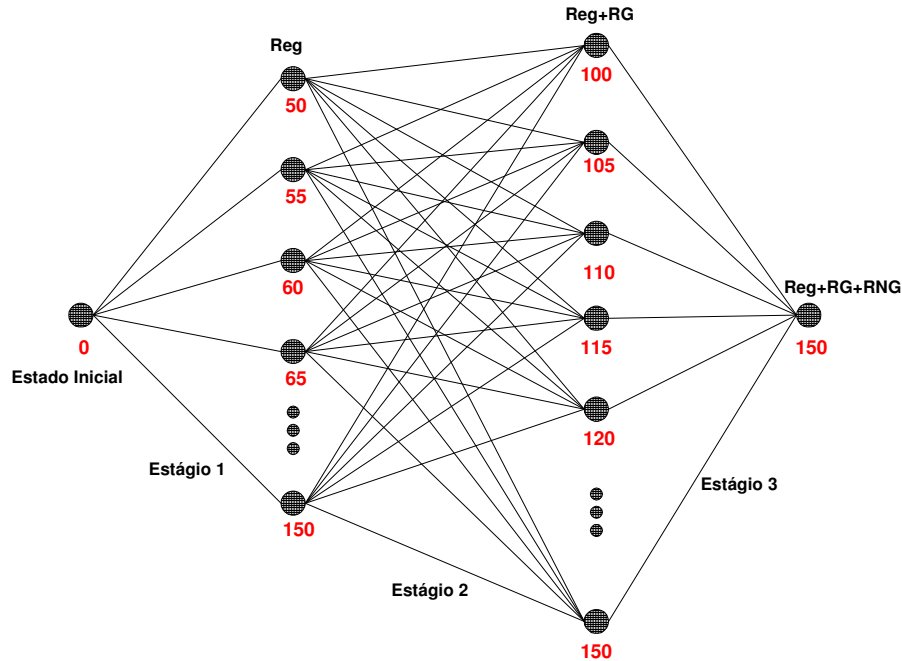 Reg+RG
Reg
100
50
105
55
110
60
Reg+RG+RNG
115
150
0
Estado Inicial
65
120
Estágio 1
Estágio 3
150
Estágio 2
150